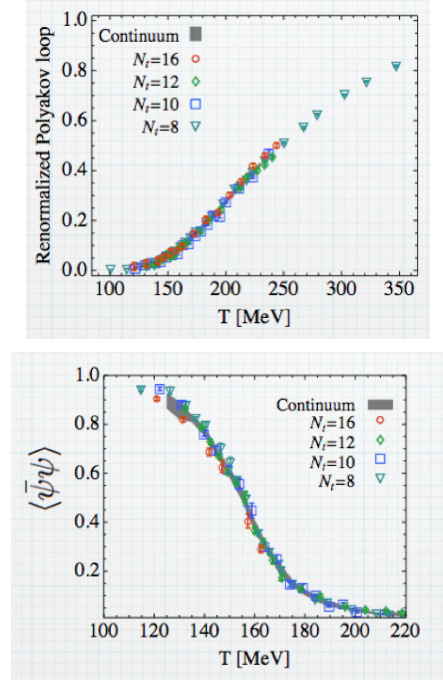 Renormalized Polyakov loop
1.0
0.8
0.6
0.4
0.2
0.0
Continuum
N_t=16
N_t=12
N_t=10
N_t=8
100 150 200 250 300 350
T [MeV]
⟨ψ̄ψ⟩
1.0
0.8
0.6
0.4
0.2
Continuum
N_t=16
N_t=12
N_t=10
N_t=8
100 120 140 160 180 200 220
T [MeV]